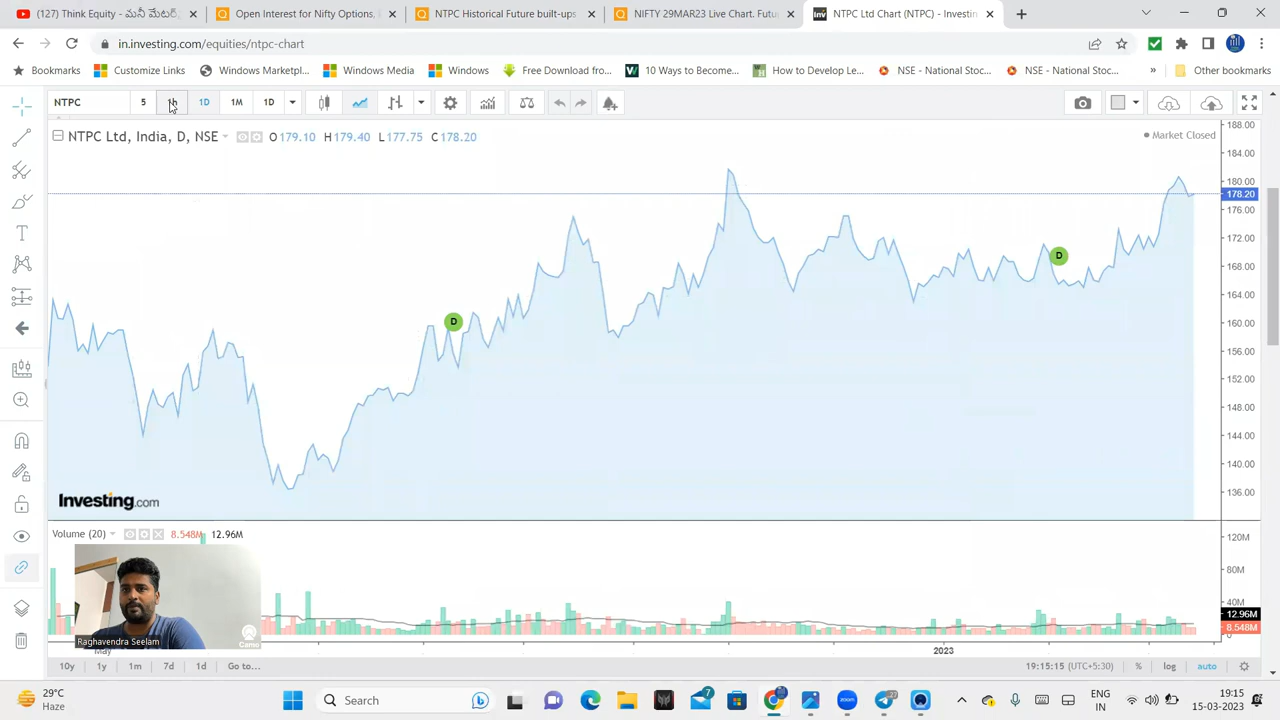 (127) Think Equity - మనీ మేటర్
Open Interest for Nifty Options,
NTPC Historical Future build-ups
NIFTY 29MAR23 Live Chart. Futu
NTPC Ltd Chart (NTPC) - Investin
in.investing.com/equities/ntpc-chart
Bookmarks
Customize Links
Windows Marketpl...
Windows Media
Windows
Free Download from...
10 Ways to Become...
How to Develop Le...
NSE - National Stoc...
NSE - National Stoc...
»
Other bookmarks
NTPC
5
1h
1D
1M
1D
NTPC Ltd, India, D, NSE
O 179.10 H 179.40 L 177.75 C 178.20
Market Closed
188.00
184.00
180.00
178.20
176.00
172.00
168.00
164.00
160.00
156.00
152.00
148.00
144.00
140.00
136.00
D
D
Investing.com
Volume (20)
8.548M
12.96M
120M
80M
40M
12.96M
8.548M
0
Raghavendra Seelam
Camo
May
2023
10y
1y
1m
7d
1d
Go to...
19:15:15 (UTC+5:30)
%
log
auto
29°C
Haze
Search
7
ENG
IN
19:15
15-03-2023